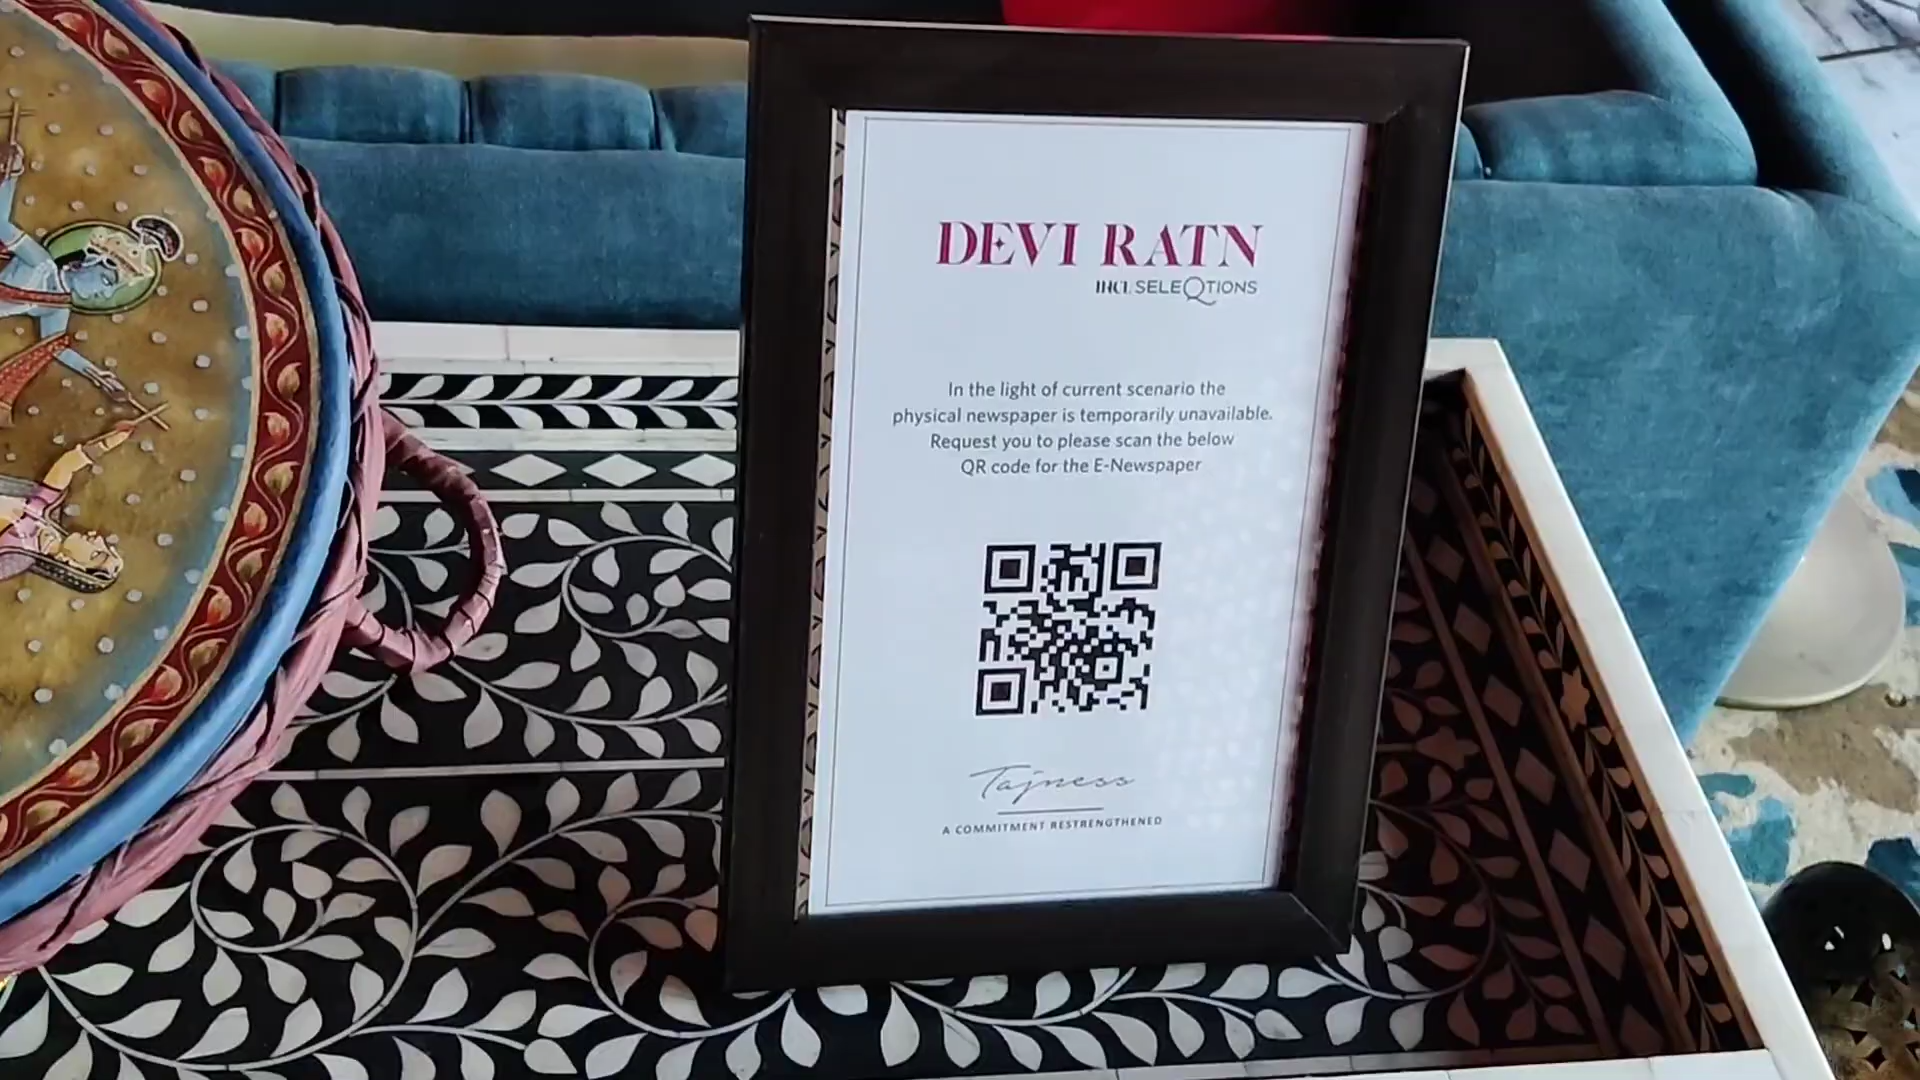 DEVI RATN
IHCL SELEQTIONS
In the light of current scenario the
physical newspaper is temporarily unavailable.
Request you to please scan the below
QR code for the E-Newspaper
Tajness
A COMMITMENT RESTRENGTHENED